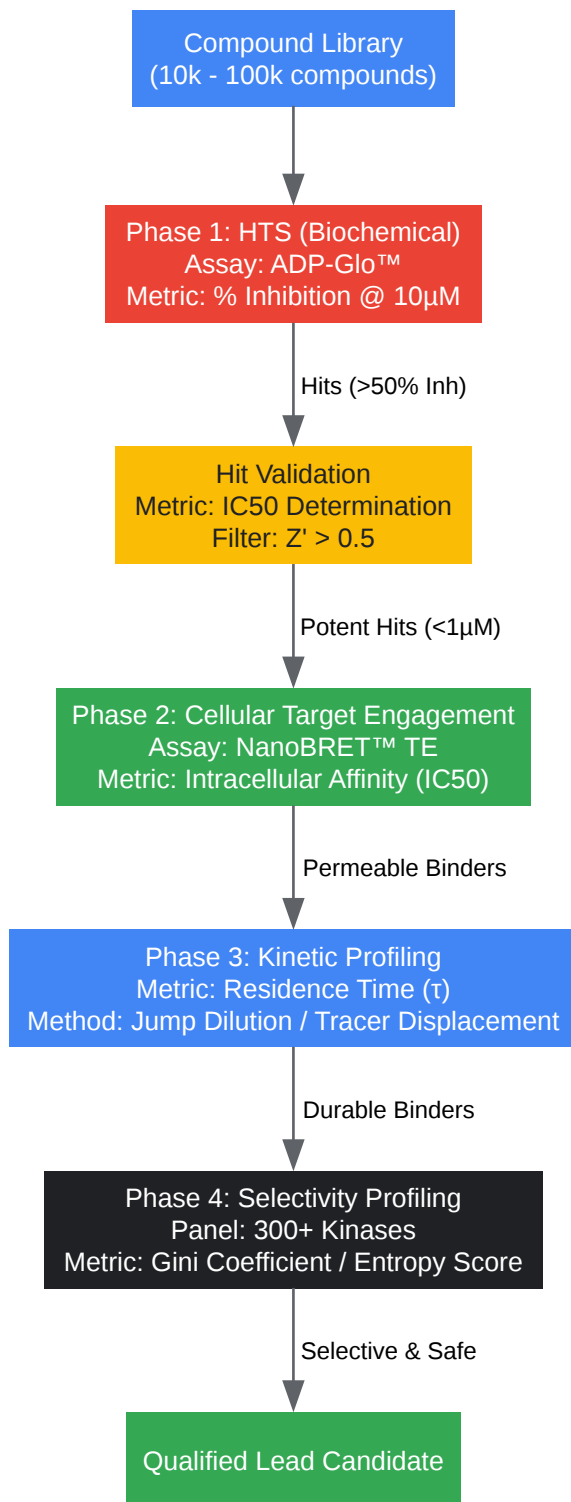 Compound Library
(10k - 100k compounds)
Phase 1: HTS (Biochemical)
Assay: ADP-Glo™
Metric: % Inhibition @ 10µM
Hits (>50% Inh)
Hit Validation
Metric: IC50 Determination
Filter: Z' > 0.5
Potent Hits (<1µM)
Phase 2: Cellular Target Engagement
Assay: NanoBRET™ TE
Metric: Intracellular Affinity (IC50)
Permeable Binders
Phase 3: Kinetic Profiling
Metric: Residence Time (τ)
Method: Jump Dilution / Tracer Displacement
Durable Binders
Phase 4: Selectivity Profiling
Panel: 300+ Kinases
Metric: Gini Coefficient / Entropy Score
Selective & Safe
Qualified Lead Candidate